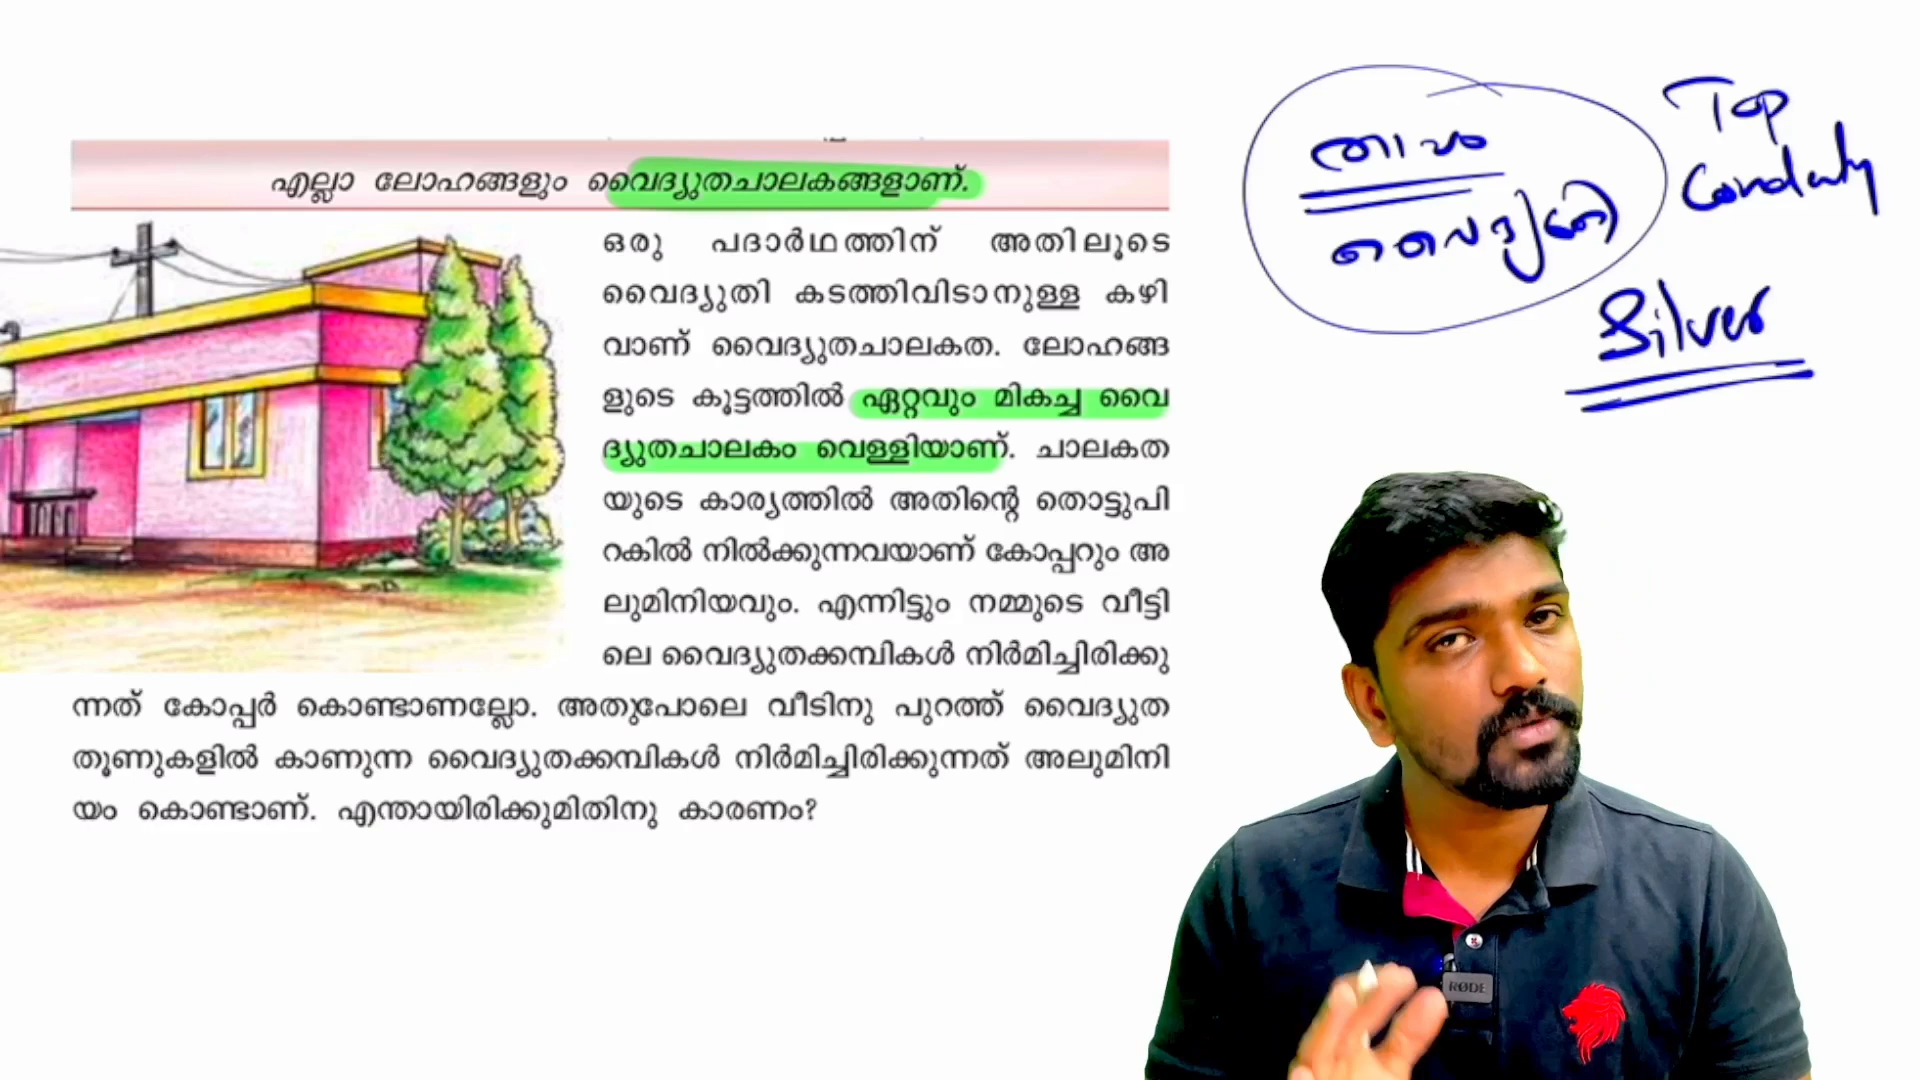 എല്ലാ ലോഹങ്ങളും വൈദ്യുതചാലകങ്ങളാണ്.
ഒരു പദാർഥത്തിന് അതിലൂടെ
വൈദ്യുതി കടത്തിവിടാനുള്ള കഴി
വാണ് വൈദ്യുതചാലകത. ലോഹങ്ങ
ളുടെ കൂട്ടത്തിൽ ഏറ്റവും മികച്ച വൈ
ദ്യുതചാലകം വെള്ളിയാണ്. ചാലകത
യുടെ കാര്യത്തിൽ അതിന്റെ തൊട്ടുപി
റകിൽ നിൽക്കുന്നവയാണ് കോപ്പറും അ
ലുമിനിയവും. എന്നിട്ടും നമ്മുടെ വീട്ടി
ലെ വൈദ്യുതക്കമ്പികൾ നിർമിച്ചിരിക്കു
ന്നത് കോപ്പർ കൊണ്ടാണല്ലോ. അതുപോലെ വീടിനു പുറത്ത് വൈദ്യുത
തൂണുകളിൽ കാണുന്ന വൈദ്യുതക്കമ്പികൾ നിർമിച്ചിരിക്കുന്നത് അലുമിനി
യം കൊണ്ടാണ്. എന്തായിരിക്കുമിതിനു കാരണം?
താപ
Top
Silver
RØDE